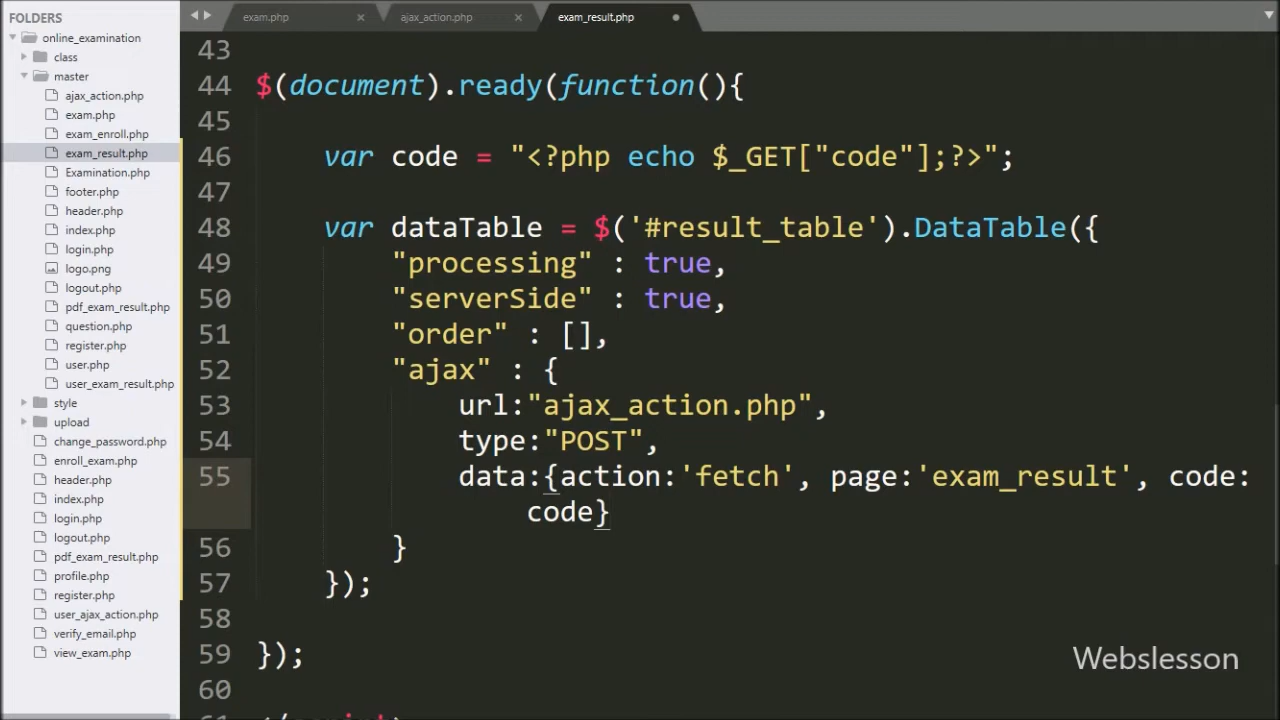 FOLDERS
online_examination
class
master
ajax_action.php
exam.php
exam_enroll.php
exam_result.php
Examination.php
footer.php
header.php
index.php
login.php
logo.png
logout.php
pdf_exam_result.php
question.php
register.php
user.php
user_exam_result.php
style
upload
change_password.php
enroll_exam.php
header.php
index.php
login.php
logout.php
pdf_exam_result.php
profile.php
register.php
user_ajax_action.php
verify_email.php
view_exam.php
exam.php × ajax_action.php × exam_result.php
43
44 $(document).ready(function(){
45
46 var code = "<?php echo $_GET["code"];?>";
47
48 var dataTable = $('#result_table').DataTable({
49 "processing" : true,
50 "serverSide" : true,
51 "order" : [],
52 "ajax" : {
53 url:"ajax_action.php",
54 type:"POST",
55 data:{action:'fetch', page:'exam_result', code:
code}
56 }
57 });
58
59 });
60
61 </script>
Webslesson